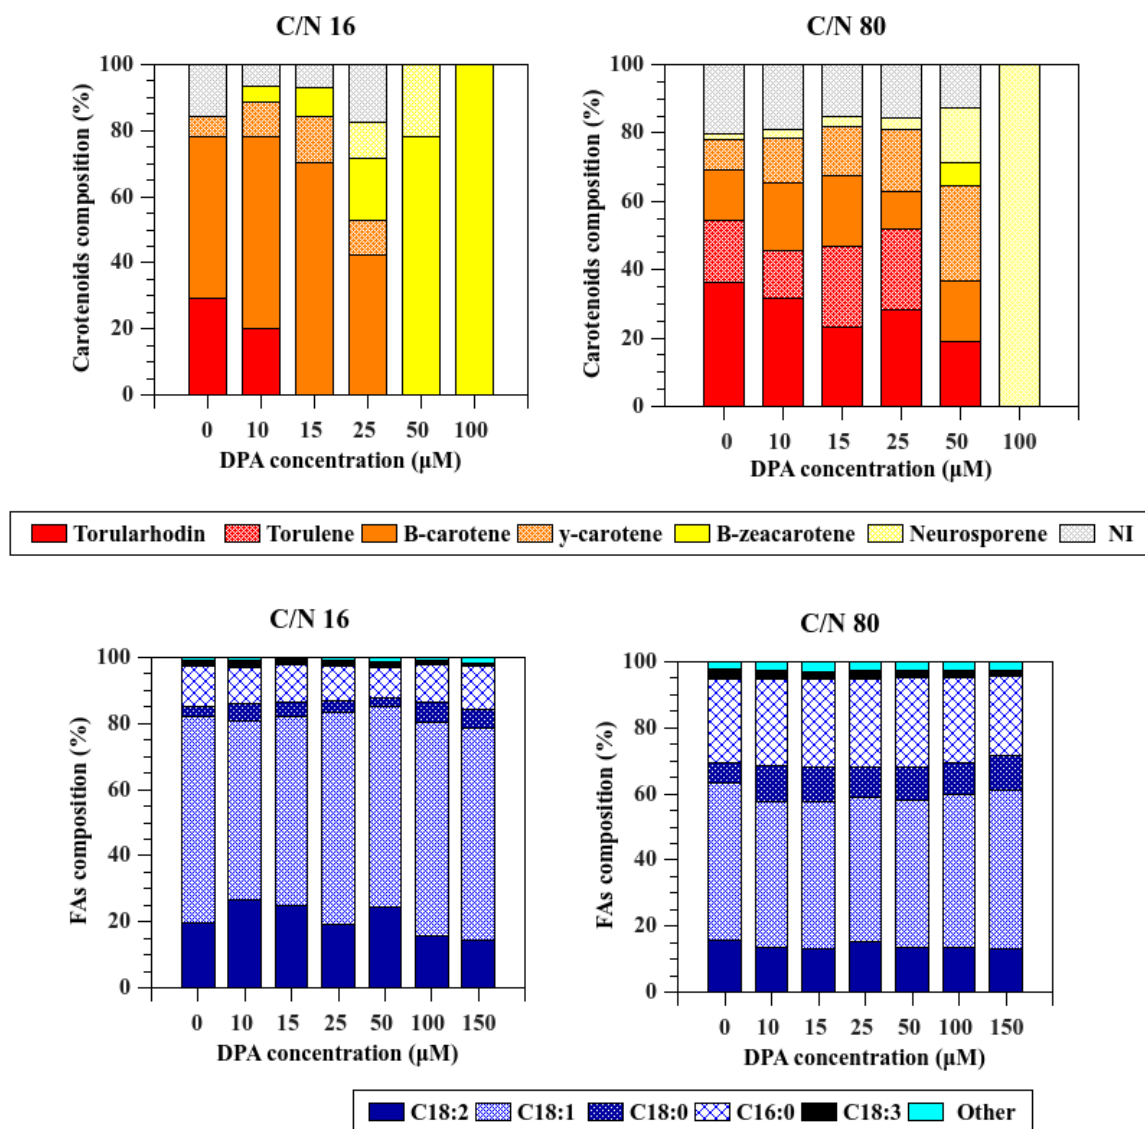 C/N 16
C/N 80
Carotenoids composition (%)
100
80
60
40
20
0
0 10 15 25 50 100
DPA concentration (μM)
Carotenoids composition (%)
100
80
60
40
20
0
0 10 15 25 50 100
DPA concentration (μM)
Torularhodin Torulene B-carotene y-carotene B-zeacarotene Neurosporene NI
C/N 16
C/N 80
FAs composition (%)
100
80
60
40
20
0
0 10 15 25 50 100 150
DPA concentration (μM)
FAs composition (%)
100
80
60
40
20
0
0 10 15 25 50 100 150
DPA concentration (μM)
C18:2 C18:1 C18:0 C16:0 C18:3 Other